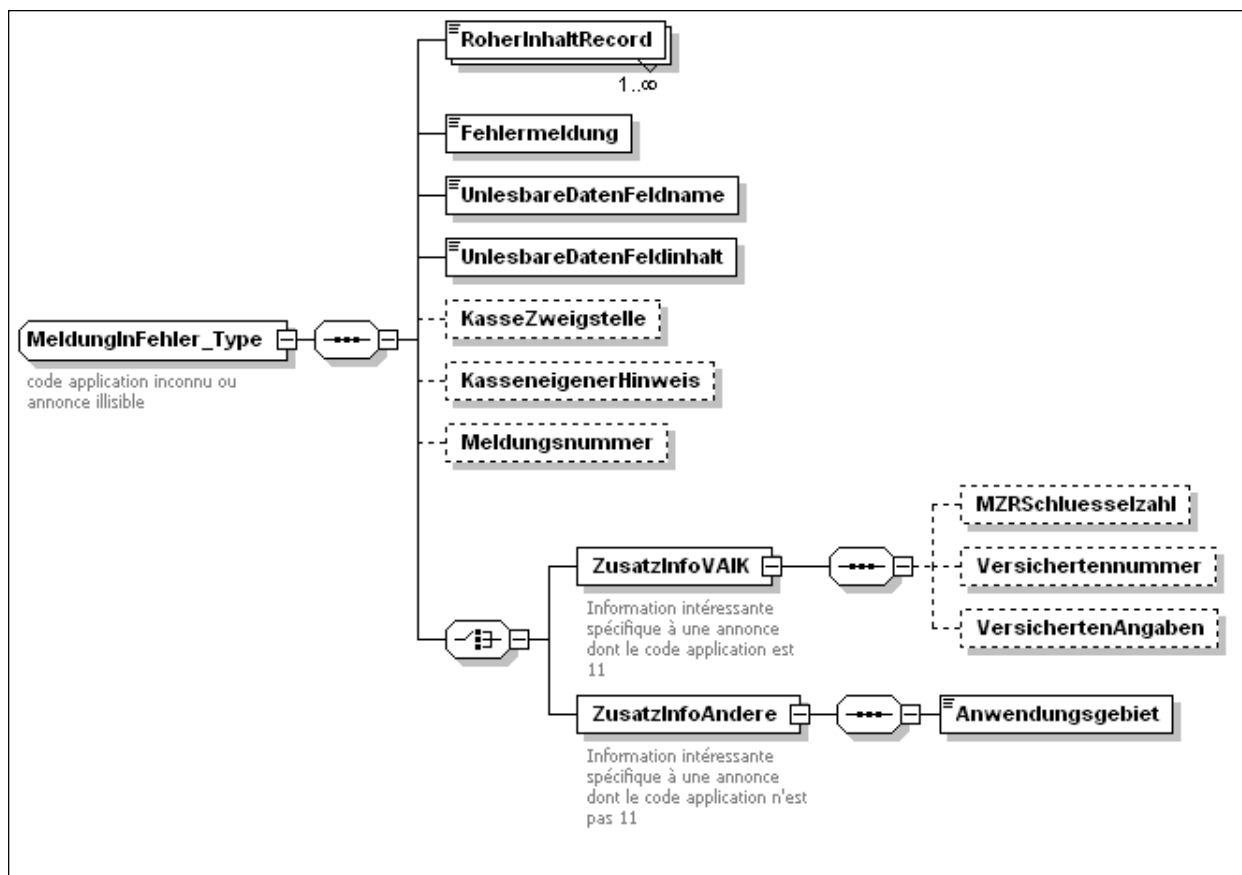 RoherInhaltRecord
1..∞
Fehlermeldung
UnlesbareDatenFeldname
UnlesbareDatenFeldinhalt
KasseZweigstelle
MeldungInFehler_Type
code application inconnu ou
annonce illisible
KasseneigenerHinweis
Meldungsnummer
MZRSchluesselzahl
ZusatzInfoVAIK
Versichertennummer
Information intéressante
spécifique à une annonce
dont le code application est
11
VersichertenAngaben
ZusatzInfoAndere
Anwendungsgebiet
Information intéressante
spécifique à une annonce
dont le code application n'est
pas 11